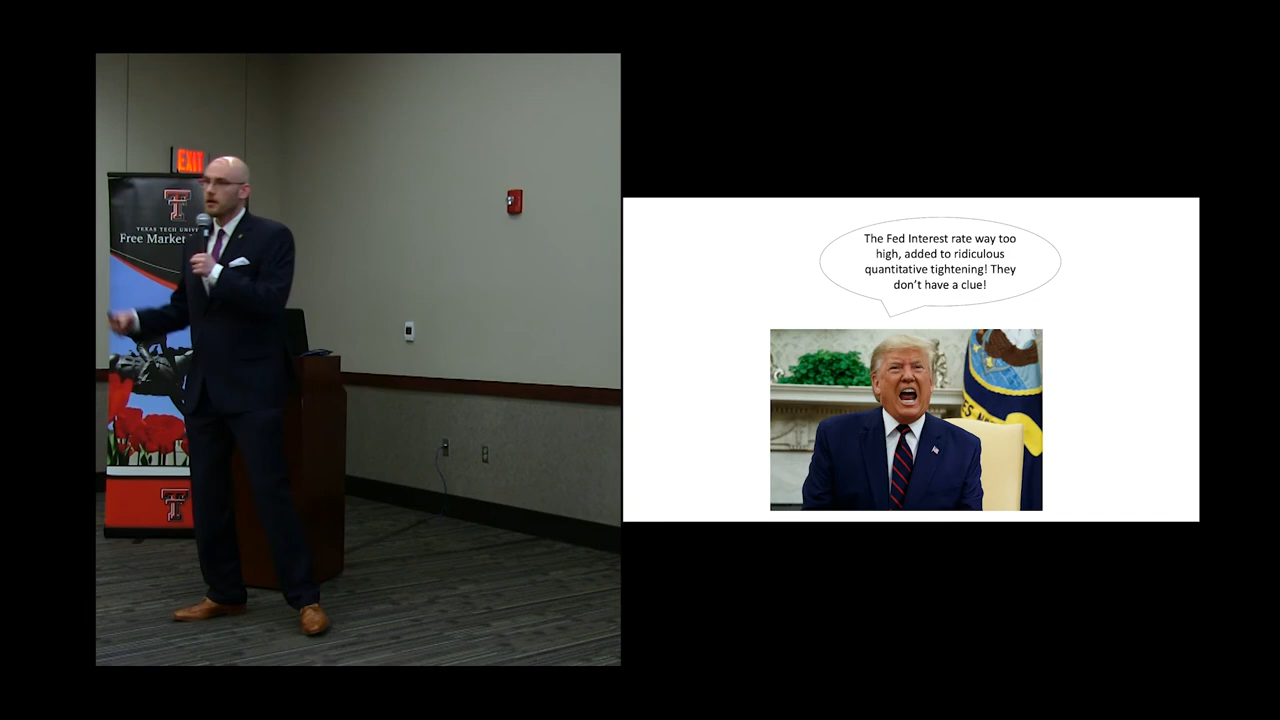 EXIT
T
TEXAS TECH
Free Market
T
The Fed Interest rate way too
high, added to ridiculous
quantitative tightening! They
don't have a clue!